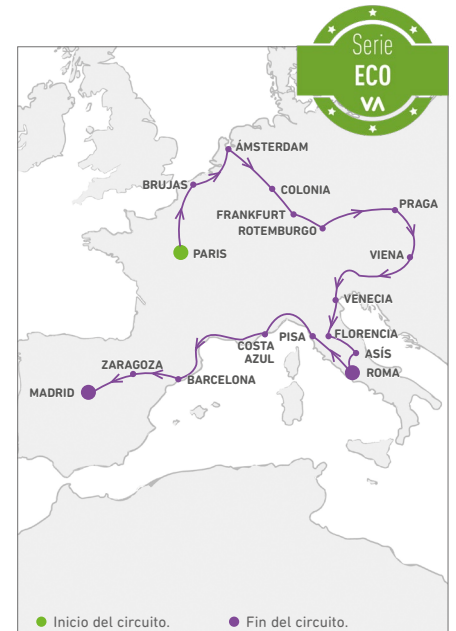 Serie
ECO
VA
ÁMSTERDAM
BRUJAS
COLONIA
FRANKFURT
PRAGA
ROTEMBURGO
PARIS
VIENA
VENECIA
PISA
FLORENCIA
COSTA
AZUL
ASÍS
ZARAGOZA
ROMA
BARCELONA
MADRID
Inicio del circuito.
Fin del circuito.